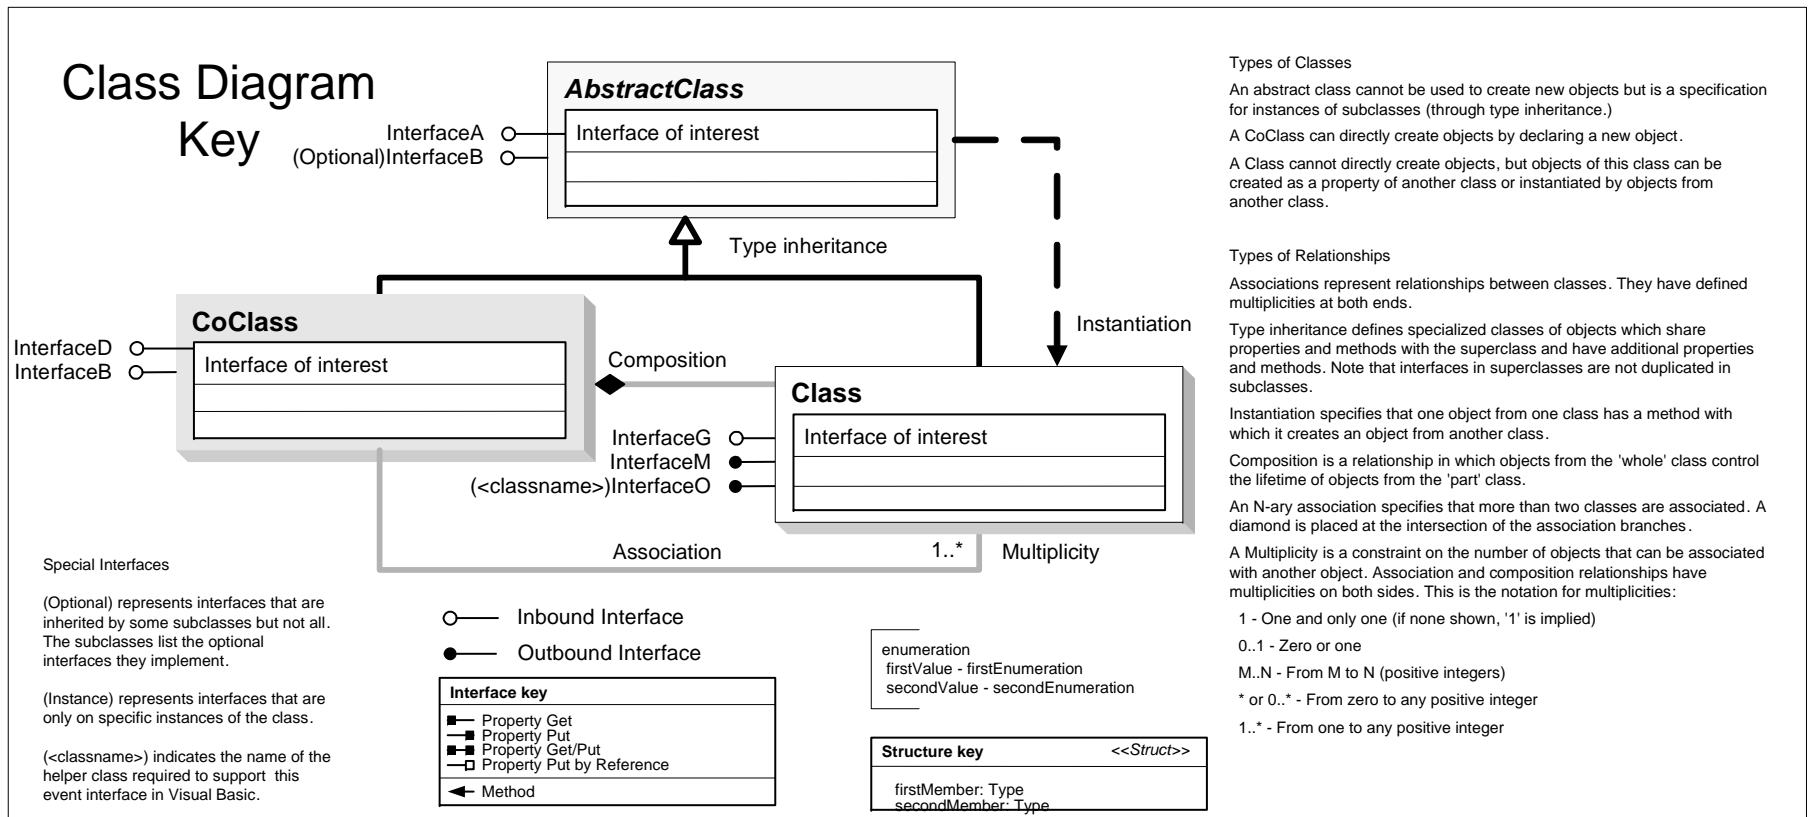 Class Diagram
Key
AbstractClass
Interface of interest
InterfaceA
(Optional)InterfaceB
Type inheritance
Instantiation
CoClass
Interface of interest
InterfaceD
InterfaceB
Composition
Class
Interface of interest
InterfaceG
InterfaceM
(<classname>)InterfaceO
Association
1..*
Multiplicity
Special Interfaces
(Optional) represents interfaces that are
inherited by some subclasses but not all.
The subclasses list the optional
interfaces they implement.
(Instance) represents interfaces that are
only on specific instances of the class.
(<classname>) indicates the name of the
helper class required to support this
event interface in Visual Basic.
Inbound Interface
Outbound Interface
Interface key
Property Get
Property Put
Property Get/Put
Property Put by Reference
Method
enumeration
firstValue - firstEnumeration
secondValue - secondEnumeration
Structure key <<Struct>>
firstMember: Type
secondMember: Type
Types of Classes
An abstract class cannot be used to create new objects but is a specification
for instances of subclasses (through type inheritance.)
A CoClass can directly create objects by declaring a new object.
A Class cannot directly create objects, but objects of this class can be
created as a property of another class or instantiated by objects from
another class.
Types of Relationships
Associations represent relationships between classes. They have defined
multiplicities at both ends.
Type inheritance defines specialized classes of objects which share
properties and methods with the superclass and have additional properties
and methods. Note that interfaces in superclasses are not duplicated in
subclasses.
Instantiation specifies that one object from one class has a method with
which it creates an object from another class.
Composition is a relationship in which objects from the 'whole' class control
the lifetime of objects from the 'part' class.
An N-ary association specifies that more than two classes are associated. A
diamond is placed at the intersection of the association branches.
A Multiplicity is a constraint on the number of objects that can be associated
with another object. Association and composition relationships have
multiplicities on both sides. This is the notation for multiplicities:
1 - One and only one (if none shown, '1' is implied)
0..1 - Zero or one
M..N - From M to N (positive integers)
* or 0..* - From zero to any positive integer
1..* - From one to any positive integer